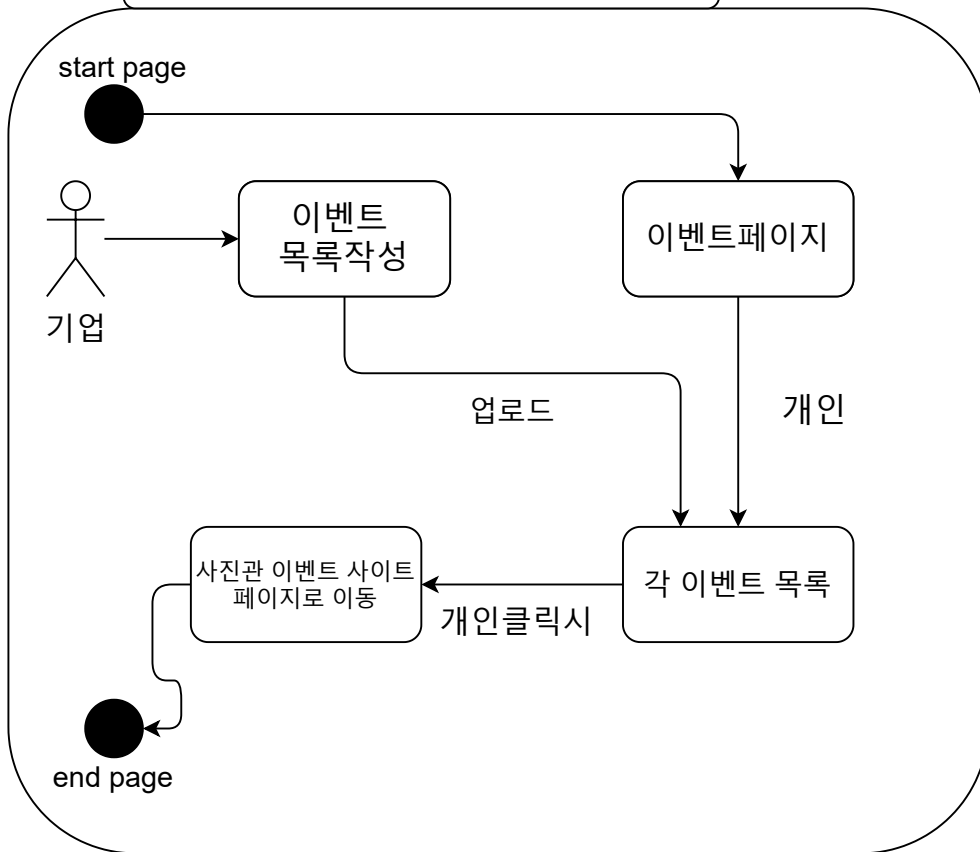 start page
이벤트
목록작성
이벤트페이지
기업
업로드
개인
사진관 이벤트 사이트
페이지로 이동
각 이벤트 목록
개인클릭시
end page